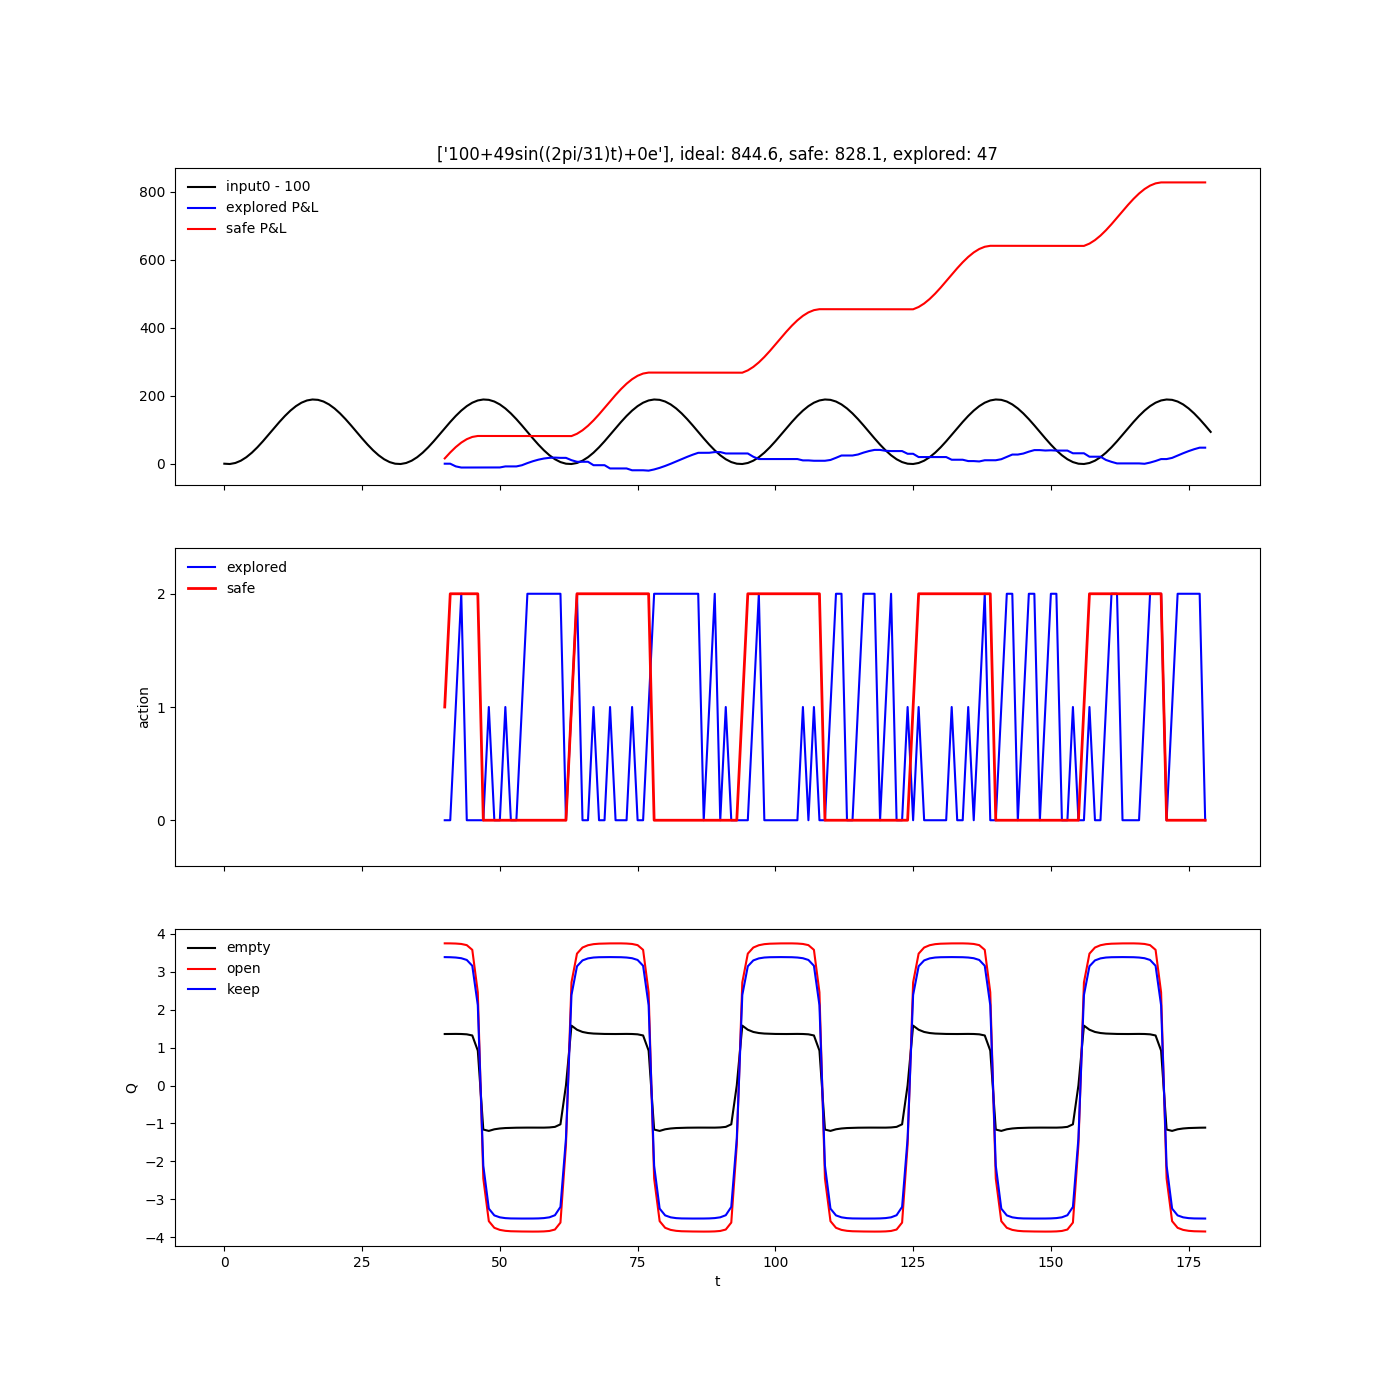 ['100+49sin((2pi/31)t)+0e'], ideal: 844.6, safe: 828.1, explored: 47
input0 - 100
explored P&L
safe P&L
800
600
400
200
0
explored
safe
2
1
0
action
empty
open
keep
4
3
2
1
0
−1
−2
−3
−4
Q
0 25 50 75 100 125 150 175
t